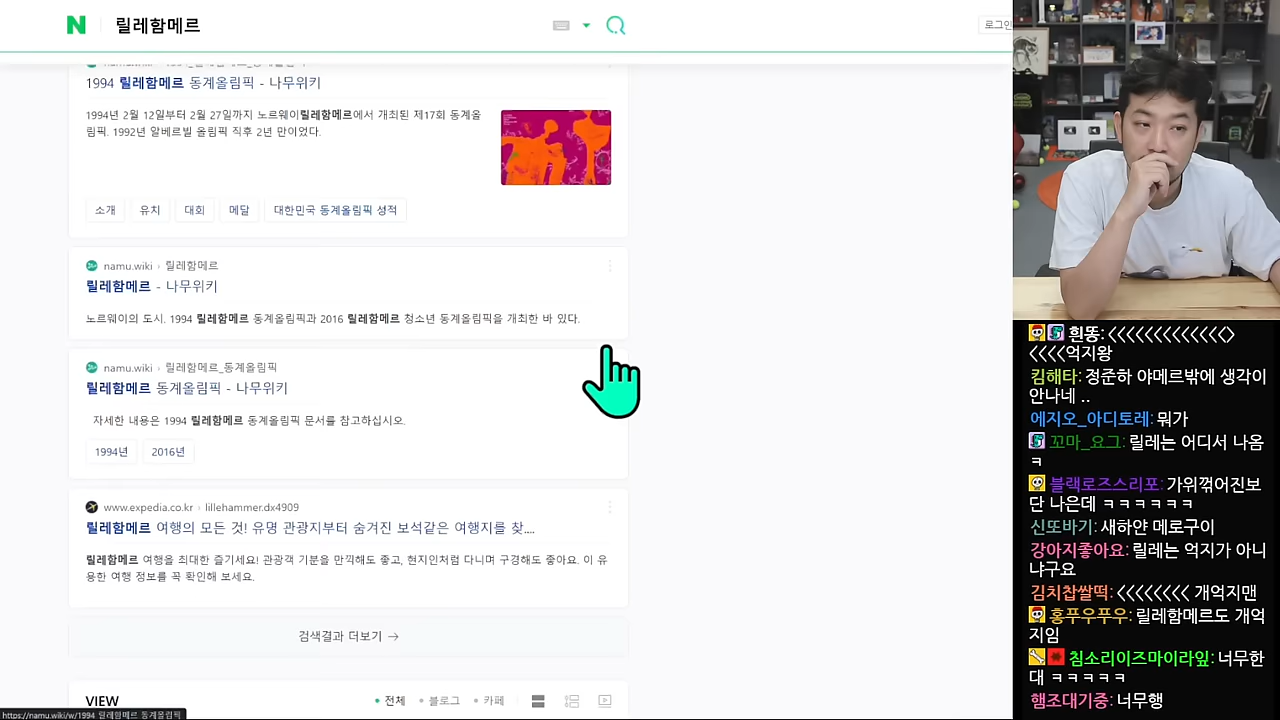 N 릴레함메르
로그인
1994 릴레함메르 동계올림픽 - 나무위키
1994년 2월 12일부터 2월 27일까지 노르웨이릴레함메르에서 개최된 제17회 동계올
림픽. 1992년 알베르빌 올림픽 직후 2년 만이었다.
소개 유치 대회 메달 대한민국 동계올림픽 성적
namu.wiki › 릴레함메르
릴레함메르 - 나무위키
노르웨이의 도시. 1994 릴레함메르 동계올림픽과 2016 릴레함메르 청소년 동계올림픽을 개최한 바 있다.
namu.wiki › 릴레함메르_동계올림픽
릴레함메르 동계올림픽 - 나무위키
자세한 내용은 1994 릴레함메르 동계올림픽 문서를 참고하십시오.
1994년 2016년
www.expedia.co.kr › lillehammer.dx4909
릴레함메르 여행의 모든 것! 유명 관광지부터 숨겨진 보석같은 여행지를 찾....
릴레함메르 여행을 최대한 즐기세요! 관광객 기분을 만끽해도 좋고, 현지인처럼 다니며 구경해도 좋아요. 이 유
용한 여행 정보를 꼭 확인해 보세요.
검색결과 더보기 →
VIEW
전체 블로그 카페
https://namu.wiki/w/1994 릴레함메르 동계올림픽
흰똥: 〈〈〈〈〈〈〈〈〈〈〈〈〈〉
〈〈〈〈억지왕
김해타: 정준하 야메르밖에 생각이
안나네 ..
에지오_아디토레: 뭐가
꼬마_요그: 릴레는 어디서 나옴
ㅋ
블랙로즈스리포: 가위꺾어진보
단 나은데 ㅋㅋㅋㅋㅋㅋ
신또바기: 새하얀 메로구이
강아지좋아요: 릴레는 억지가 아니
냐구요
김치찹쌀떡: 〈〈〈〈〈〈〈〈 개억지맨
홍푸우푸우: 릴레함메르도 개억
지임
침소리이즈마이라잎: 너무한
대 ㅋㅋㅋㅋㅋ
햄조대기중: 너무행